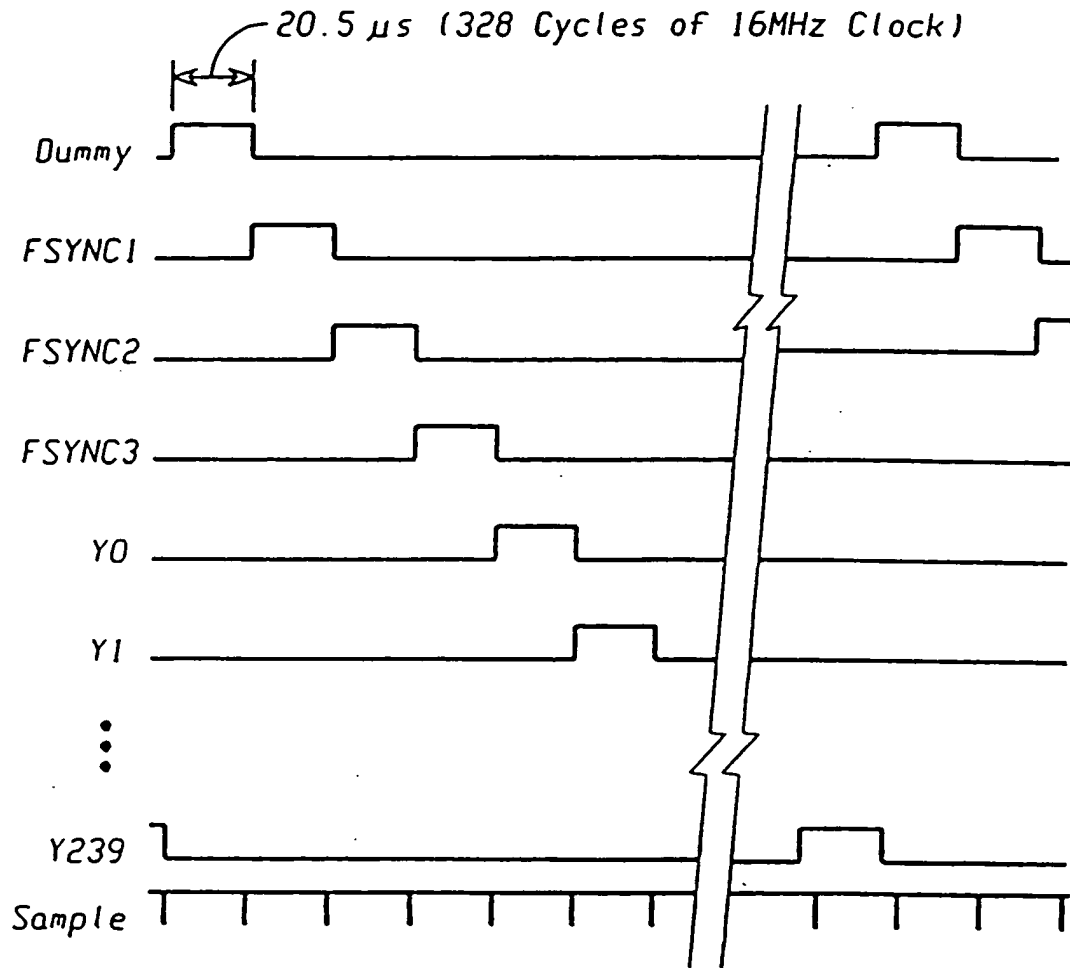 20.5 µs (328 Cycles of 16MHz Clock)
Dummy
FSYNC1
FSYNC2
FSYNC3
Y0
Y1
Y239
Sample